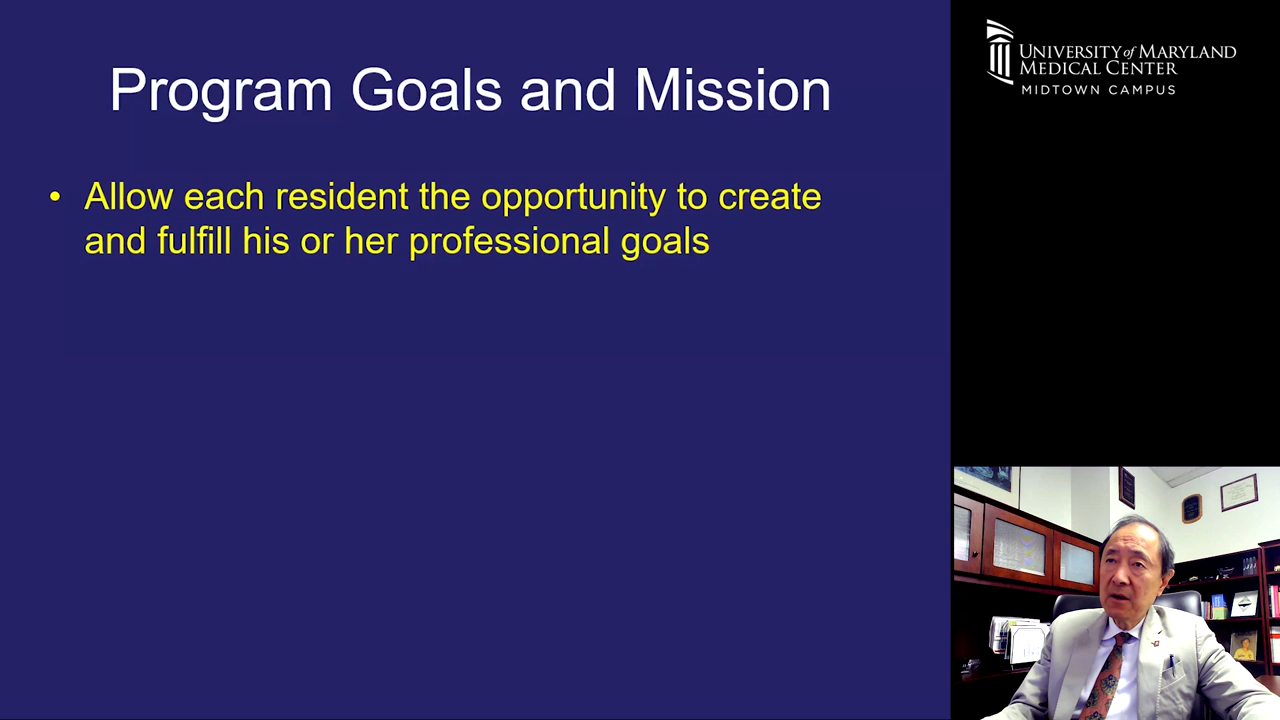 Program Goals and Mission
• Allow each resident the opportunity to create
and fulfill his or her professional goals
UNIVERSITY of MARYLAND
MEDICAL CENTER
MIDTOWN CAMPUS